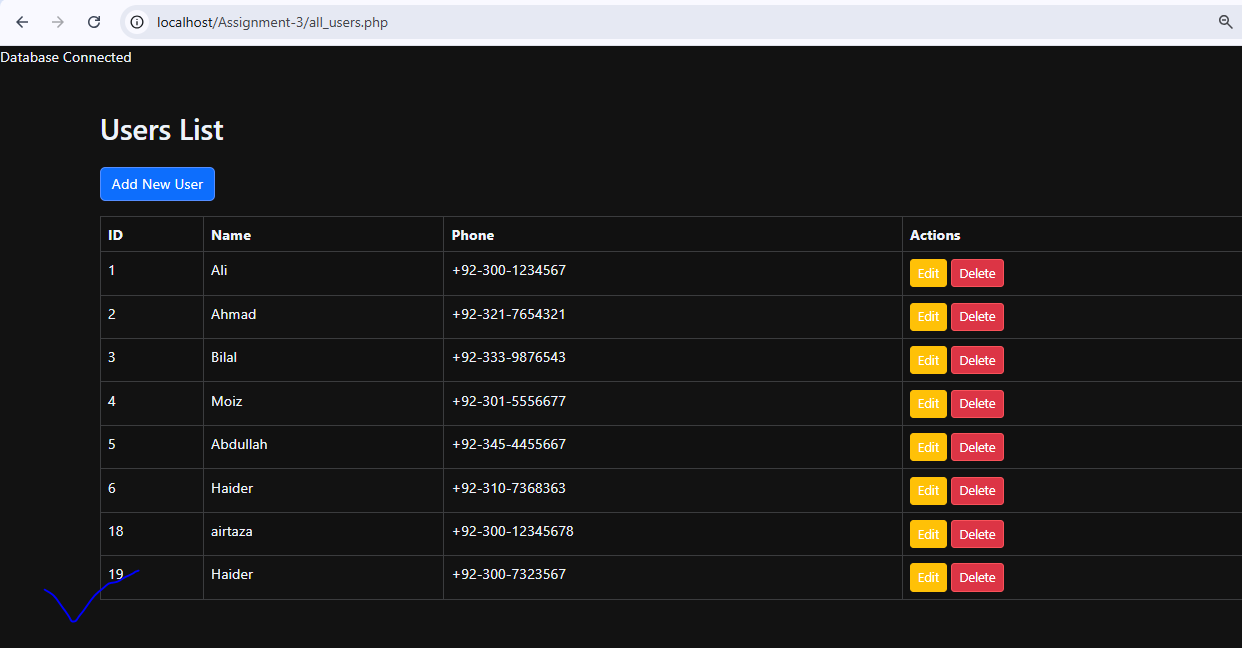 localhost/Assignment-3/all_users.php
Database Connected
Users List
Add New User
ID Name Phone Actions
1 Ali +92-300-1234567 Edit Delete
2 Ahmad +92-321-7654321 Edit Delete
3 Bilal +92-333-9876543 Edit Delete
4 Moiz +92-301-5556677 Edit Delete
5 Abdullah +92-345-4455667 Edit Delete
6 Haider +92-310-7368363 Edit Delete
18 airtaza +92-300-12345678 Edit Delete
19 Haider +92-300-7323567 Edit Delete